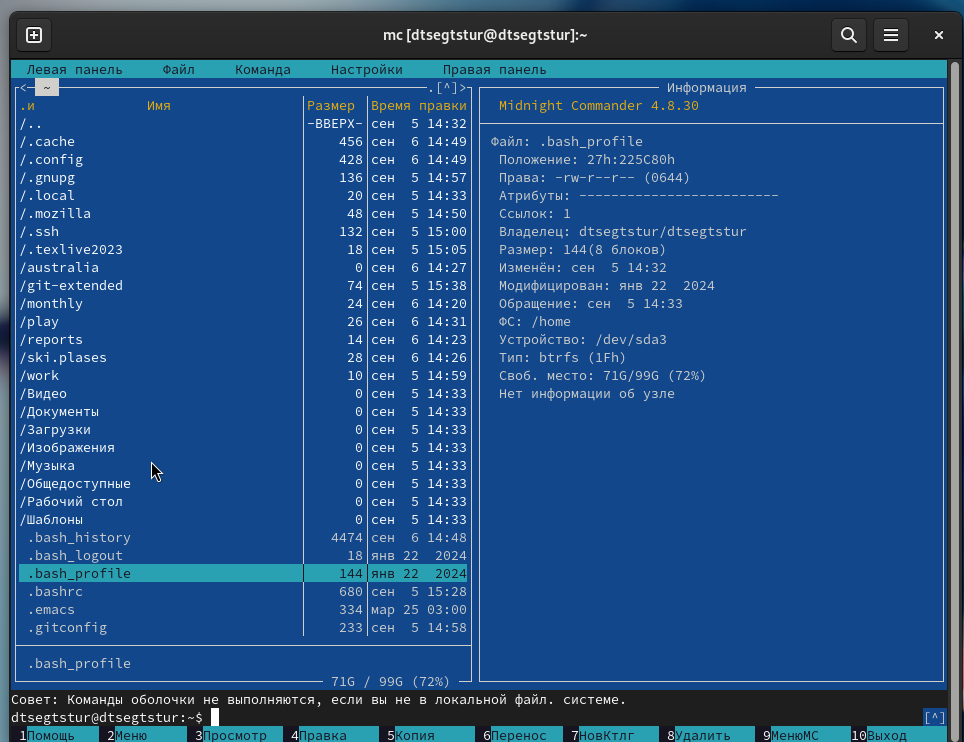 mc [dtsegtstur@dtsegtstur]:~
Левая панель Файл Команда Настройки Правая панель
<─ ~ .[^]>
.и Имя Размер Время правки
/.. -ВВЕРХ- сен 5 14:32
/.cache 456 сен 6 14:49
/.config 428 сен 6 14:49
/.gnupg 136 сен 5 14:57
/.local 20 сен 5 14:33
/.mozilla 48 сен 5 14:50
/.ssh 132 сен 5 15:00
/.texlive2023 18 сен 5 15:05
/australia 0 сен 6 14:27
/git-extended 74 сен 5 15:38
/monthly 24 сен 6 14:20
/play 26 сен 6 14:31
/reports 14 сен 6 14:23
/ski.plases 28 сен 6 14:26
/work 10 сен 5 14:59
/Видео 0 сен 5 14:33
/Документы 0 сен 5 14:33
/Загрузки 0 сен 5 14:33
/Изображения 0 сен 5 14:33
/Музыка 0 сен 5 14:33
/Общедоступные 0 сен 5 14:33
/Рабочий стол 0 сен 5 14:33
/Шаблоны 0 сен 5 14:33
.bash_history 4474 сен 6 14:48
.bash_logout 18 янв 22 2024
.bash_profile 144 янв 22 2024
.bashrc 680 сен 5 15:28
.emacs 334 мар 25 03:00
.gitconfig 233 сен 5 14:58
.bash_profile
71G / 99G (72%)
Информация
Midnight Commander 4.8.30
Файл: .bash_profile
Положение: 27h:225C80h
Права: -rw-r--r-- (0644)
Атрибуты: -------------------------
Ссылок: 1
Владелец: dtsegtstur/dtsegtstur
Размер: 144(8 блоков)
Изменён: сен 5 14:32
Модифицирован: янв 22 2024
Обращение: сен 5 14:33
ФС: /home
Устройство: /dev/sda3
Тип: btrfs (1Fh)
Своб. место: 71G/99G (72%)
Нет информации об узле
Совет: Команды оболочки не выполняются, если вы не в локальной файл. системе.
dtsegtstur@dtsegtstur:~$ [^]
1Помощь 2Меню 3Просмотр 4Правка 5Копия 6Перенос 7НовКтлг 8Удалить 9МенюМС 10Выход